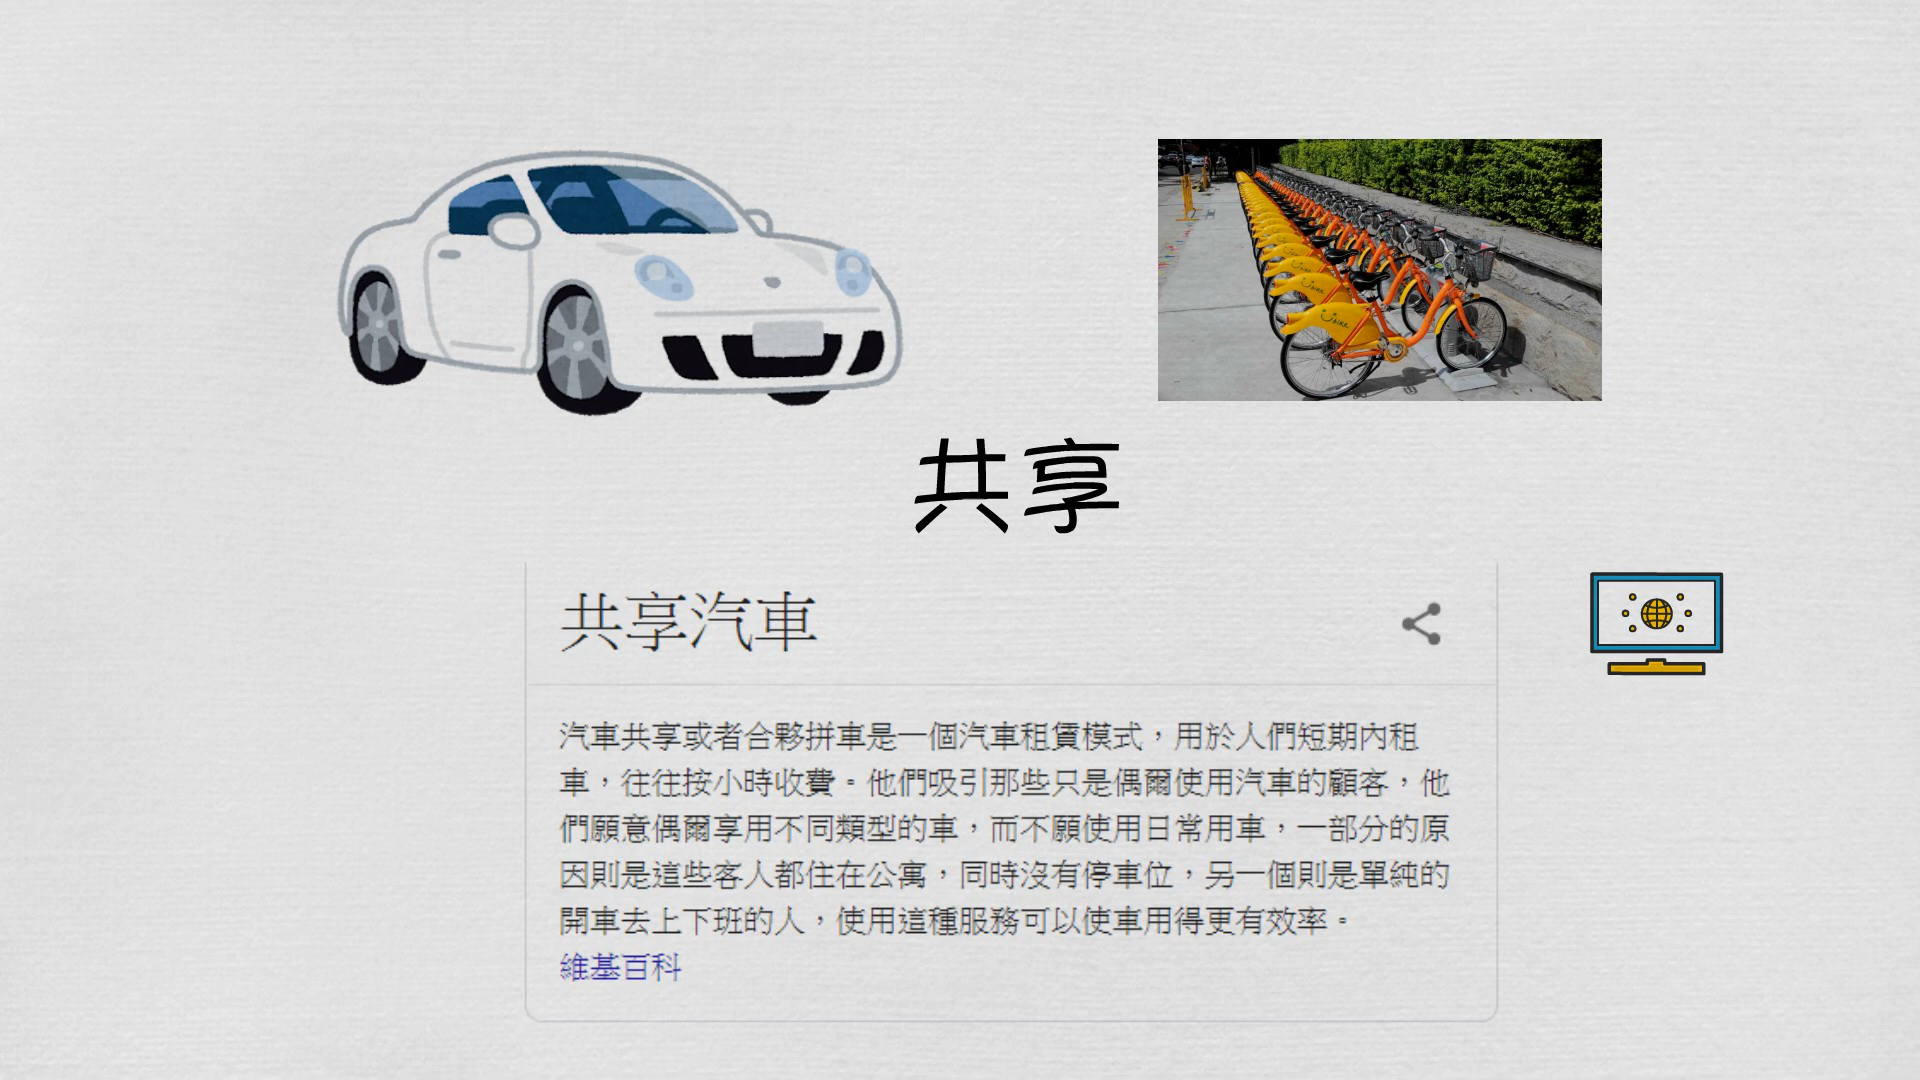 ubike
共享
共享汽車
汽車共享或者合夥拼車是一個汽車租賃模式，用於人們短期內租
車，往往按小時收費。他們吸引那些只是偶爾使用汽車的顧客，他
們願意偶爾享用不同類型的車，而不願使用日常用車，一部分的原
因則是這些客人都住在公寓，同時沒有停車位，另一個則是單純的
開車去上下班的人，使用這種服務可以使車用得更有效率。
維基百科